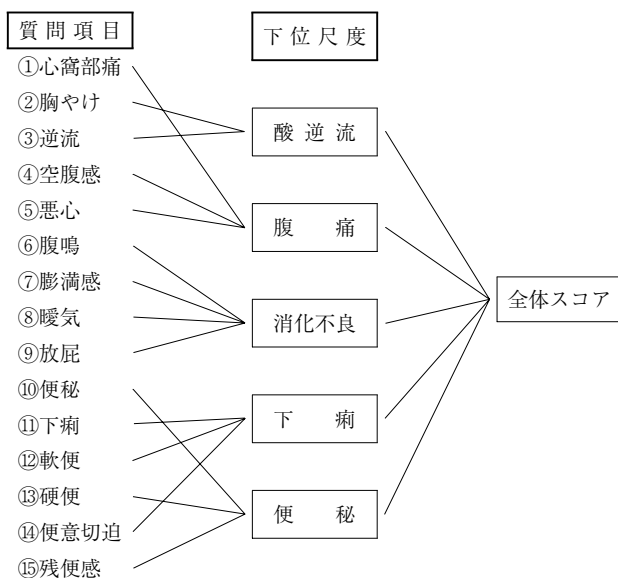 質問項目
①心窩部痛
②胸やけ
③逆流
④空腹感
⑤悪心
⑥腹鳴
⑦膨満感
⑧曖気
⑨放屁
⑩便秘
⑪下痢
⑫軟便
⑬硬便
⑭便意切迫
⑮残便感
下位尺度
酸逆流
腹痛
消化不良
下痢
便秘
全体スコア